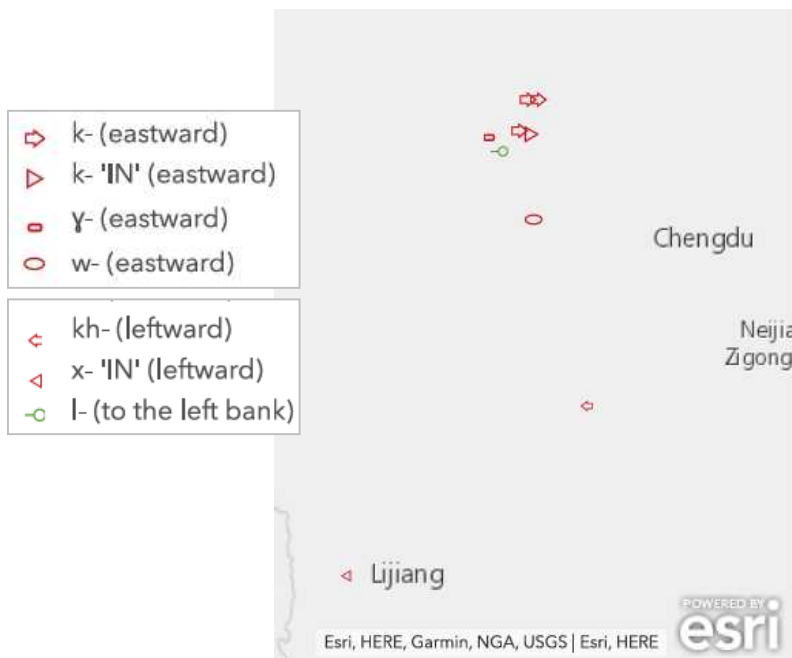 k- (eastward)
k- 'IN' (eastward)
ɣ- (eastward)
w- (eastward)
kh- (leftward)
x- 'IN' (leftward)
l- (to the left bank)
Chengdu
Neijia
Zigong
Lijiang
POWERED BY
esri
Esri, HERE, Garmin, NGA, USGS | Esri, HERE